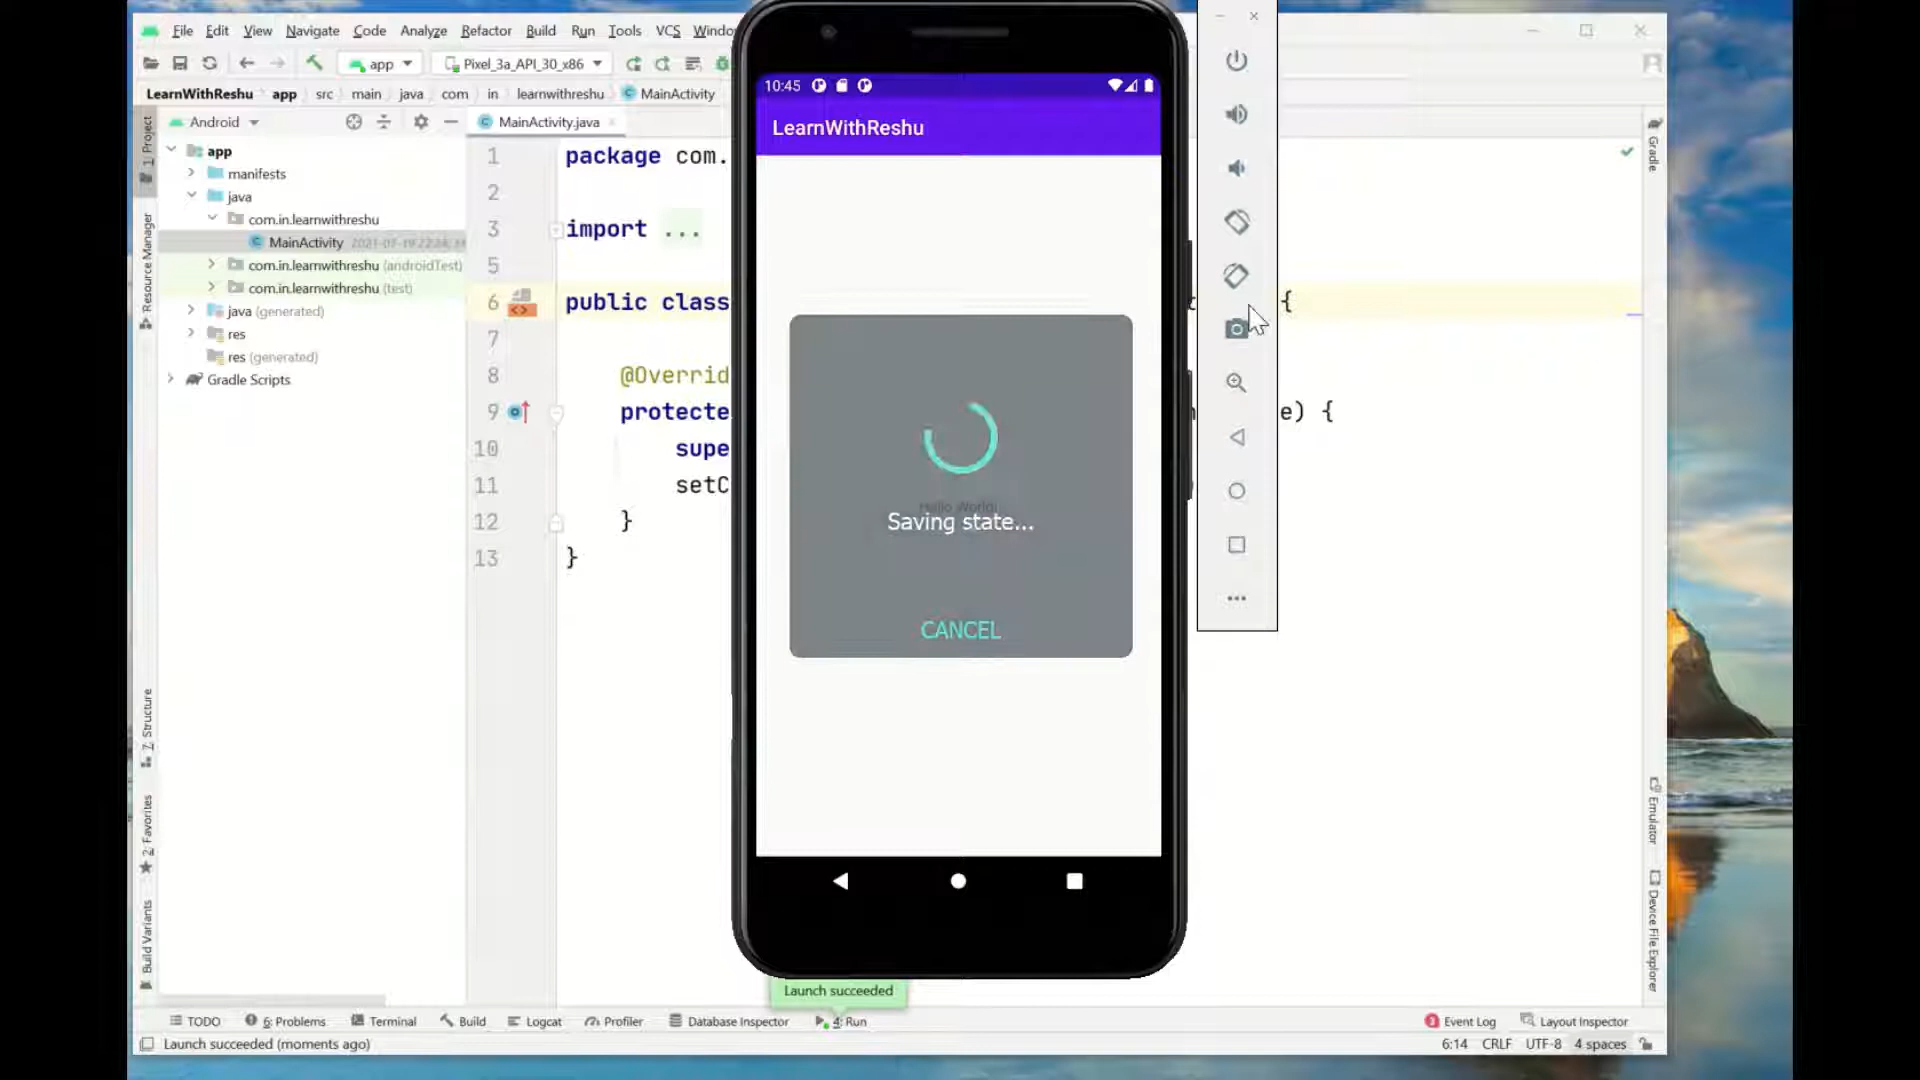 File Edit View Navigate Code Analyze Refactor Build Run Tools VCS Windo
app Pixel_3a_API_30_x86
LearnWithReshu app src main java com in learnwithreshu MainActivity
Android
MainActivity.java
1: Project
Resource Manager
7: Structure
2: Favorites
Build Variants
app
manifests
java
com.in.learnwithreshu
MainActivity
com.in.learnwithreshu (androidTest)
com.in.learnwithreshu (test)
java (generated)
res
res (generated)
Gradle Scripts
1 package com.
2
3 import ...
5
6 public class {
7
8 @Overrid
9 protecte e) {
10 supe
11 setC
12 }
13 }
10:45
LearnWithReshu
Hello World!
Saving state...
CANCEL
Gradle
Emulator
Device File Explorer
Launch succeeded
TODO 6: Problems Terminal Build Logcat Profiler Database Inspector 4: Run Event Log Layout Inspector
Launch succeeded (moments ago) 6:14 CRLF UTF-8 4 spaces